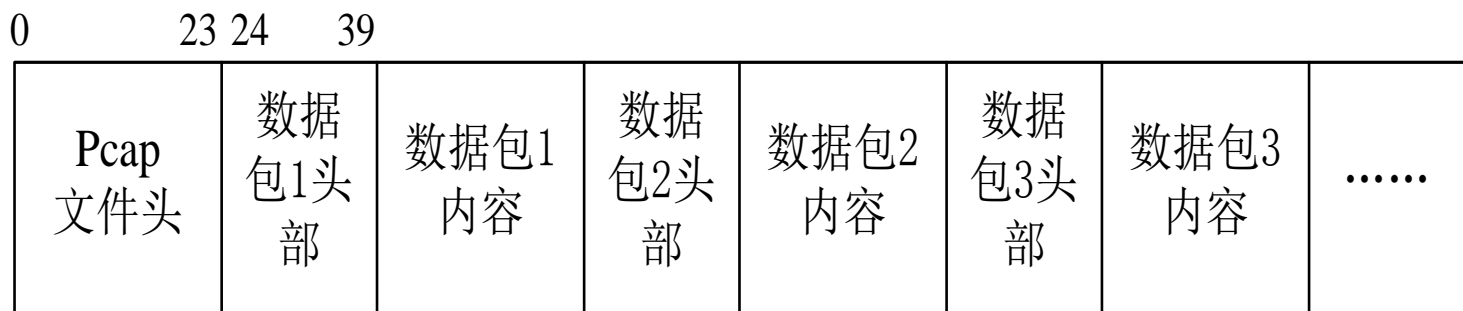 0 23 24 39
Pcap
文件头
数据
包1头
部
数据包1
内容
数据
包2头
部
数据包2
内容
数据
包3头
部
数据包3
内容
……